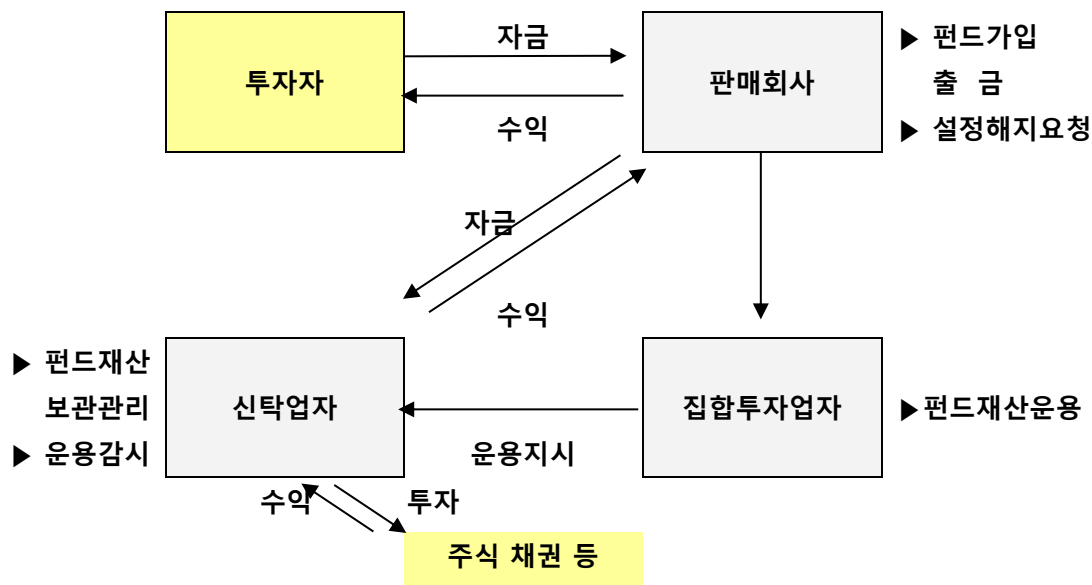 자금
▶ 펀드가입
투자자
판매회사
출 금
수익
▶ 설정해지요청
자금
수익
▶ 펀드재산
보관관리
▶ 운용감시
신탁업자
집합투자업자
▶펀드재산운용
운용지시
수익
투자
주식 채권 등